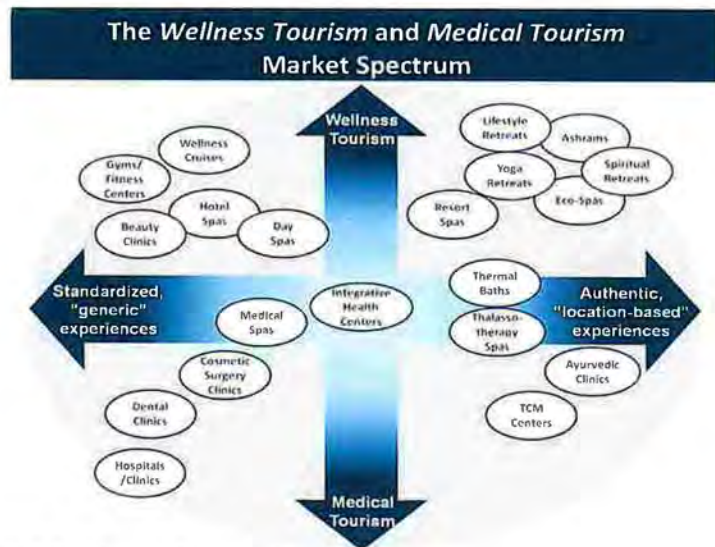 The Wellness Tourism and Medical Tourism
Market Spectrum
Wellness
Tourism
Lifestyle
Retreats
Ashrams
Wellness
Cruises
Gyms/
Fitness
Centers
Yoga
Retreats
Spiritual
Retreats
Hotel
Spas
Resort
Spas
Eco-Spas
Beauty
Clinics
Day
Spas
Standardized,
"generic"
experiences
Integrative
Health
Centers
Thermal
Baths
Authentic,
"location-based"
experiences
Medical
Spas
Thalasso-
therapy
Spas
Cosmetic
Surgery
Clinics
Ayurvedic
Clinics
Dental
Clinics
TCM
Centers
Hospitals
/Clinics
Medical
Tourism